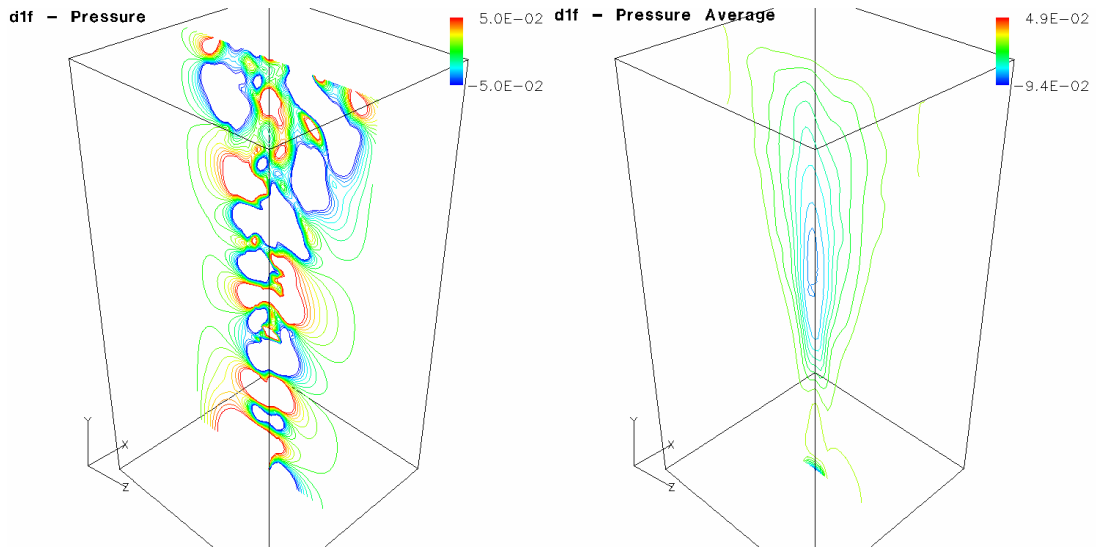 d1f - Pressure
5.0E-02
-5.0E-02
Y
X
Z
d1f - Pressure Average
4.9E-02
-9.4E-02
Y
X
Z